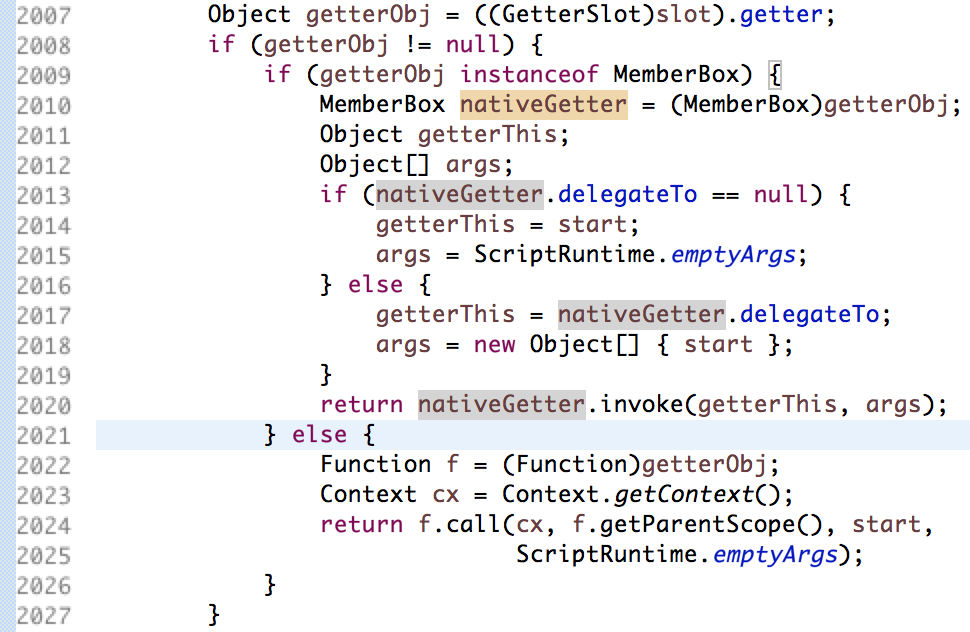 2007 Object getterObj = ((GetterSlot)slot).getter;
2008 if (getterObj != null) {
2009 if (getterObj instanceof MemberBox) {
2010 MemberBox nativeGetter = (MemberBox)getterObj;
2011 Object getterThis;
2012 Object[] args;
2013 if (nativeGetter.delegateTo == null) {
2014 getterThis = start;
2015 args = ScriptRuntime.emptyArgs;
2016 } else {
2017 getterThis = nativeGetter.delegateTo;
2018 args = new Object[] { start };
2019 }
2020 return nativeGetter.invoke(getterThis, args);
2021 } else {
2022 Function f = (Function)getterObj;
2023 Context cx = Context.getContext();
2024 return f.call(cx, f.getParentScope(), start,
2025 ScriptRuntime.emptyArgs);
2026 }
2027 }